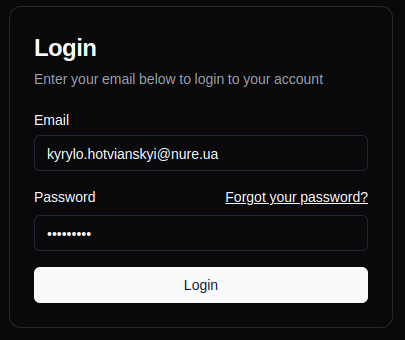 Login
Enter your email below to login to your account
Email
kyrylo.hotvianskyi@nure.ua
Password Forgot your password?
•••••••••
Login